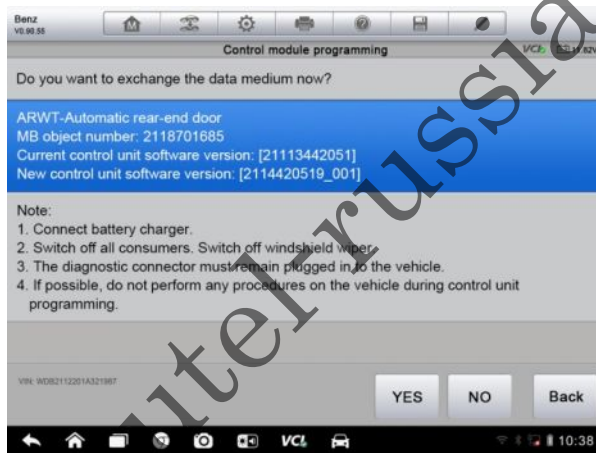 Benz
V0.90.58
Control module programming
VCI
Do you want to exchange the data medium now?
ARWT-Automatic rear-end door
MB object number: 2118701685
Current control unit software version: [21113442051]
New control unit software version: [2114420519_001]
Note:
1. Connect battery charger.
2. Switch off all consumers. Switch off windshield wiper.
3. The diagnostic connector must remain plugged in to the vehicle.
4. If possible, do not perform any procedures on the vehicle during control unit
programming.
VIN: WDB2112201A321987
YES NO Back
VCI 10:38
autel-russia